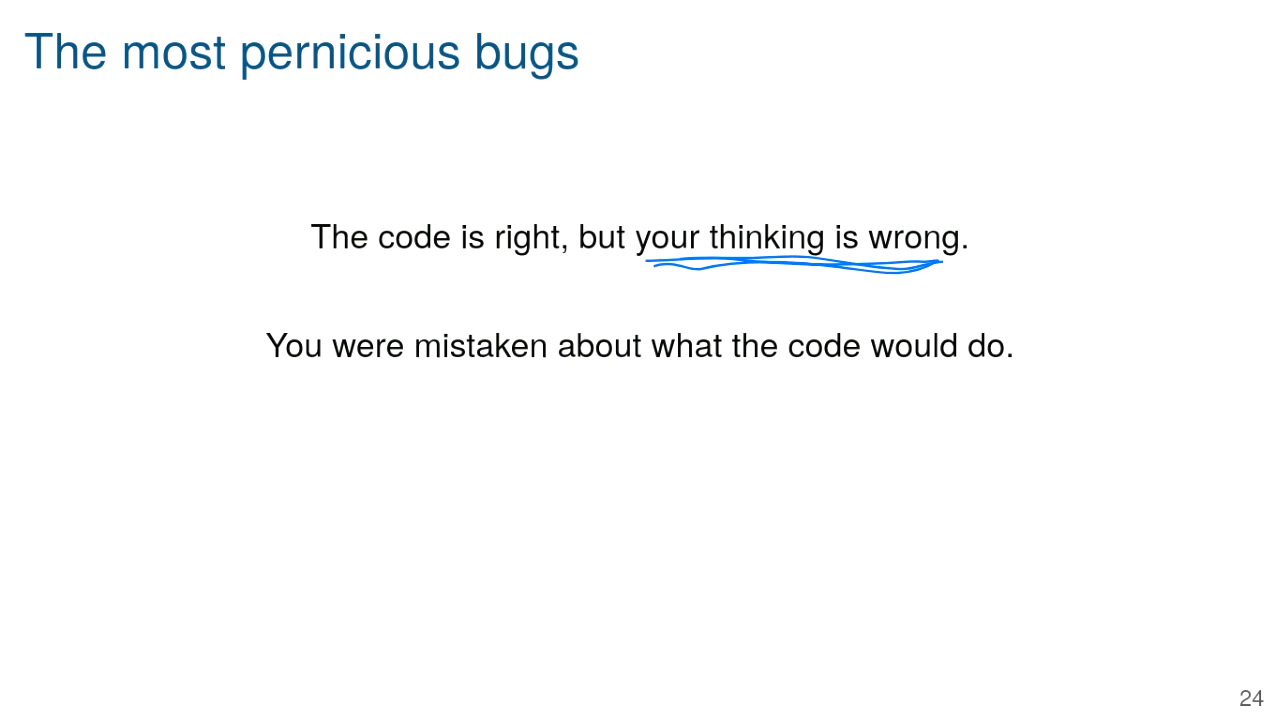 The most pernicious bugs
The code is right, but your thinking is wrong.
You were mistaken about what the code would do.
24